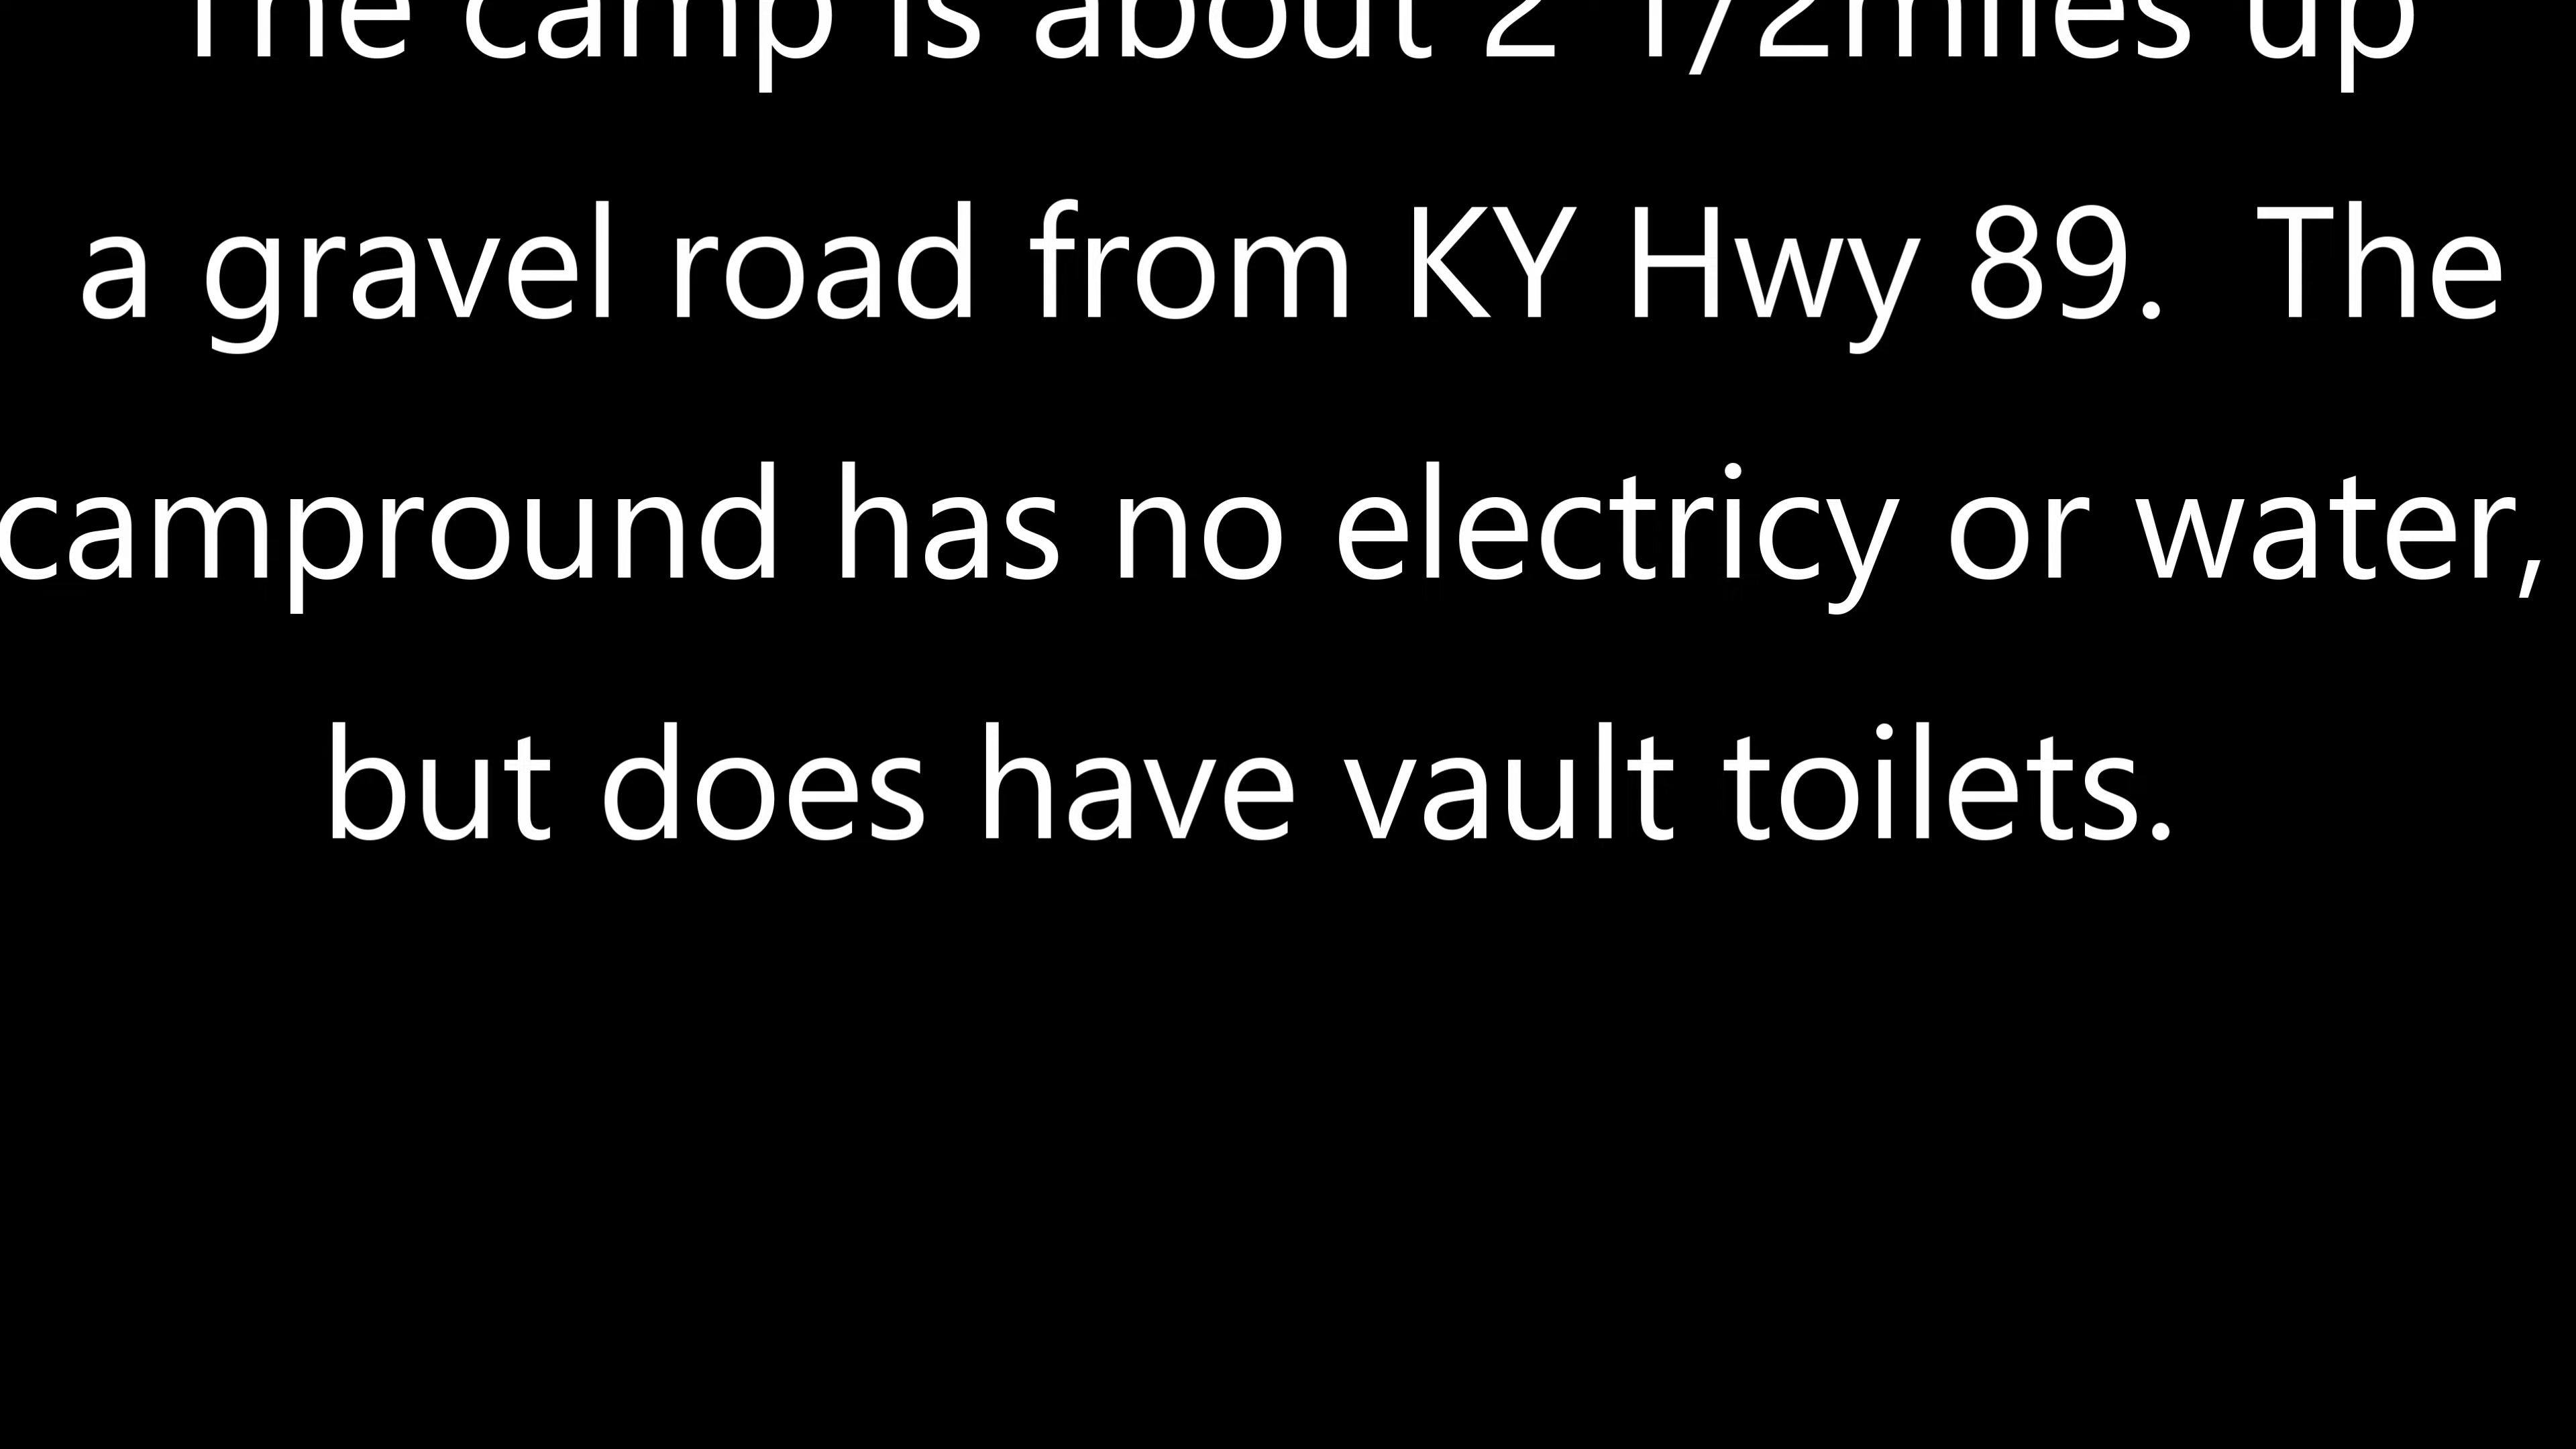 The camp is about 2 1/2miles up
a gravel road from KY Hwy 89.  The
campround has no electricy or water,
but does have vault toilets.